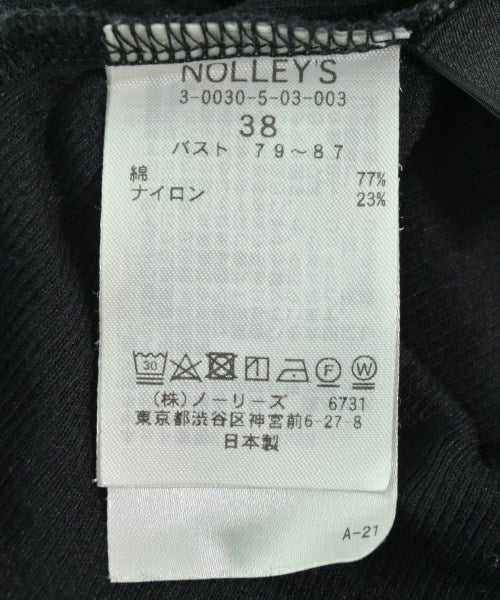 NOLLEY'S
3-0030-5-03-003
38
バスト 79～87
綿 77%
ナイロン 23%
30 F W
(株)ノーリーズ 6731
東京都渋谷区神宮前6-27-8
日本製
A-21